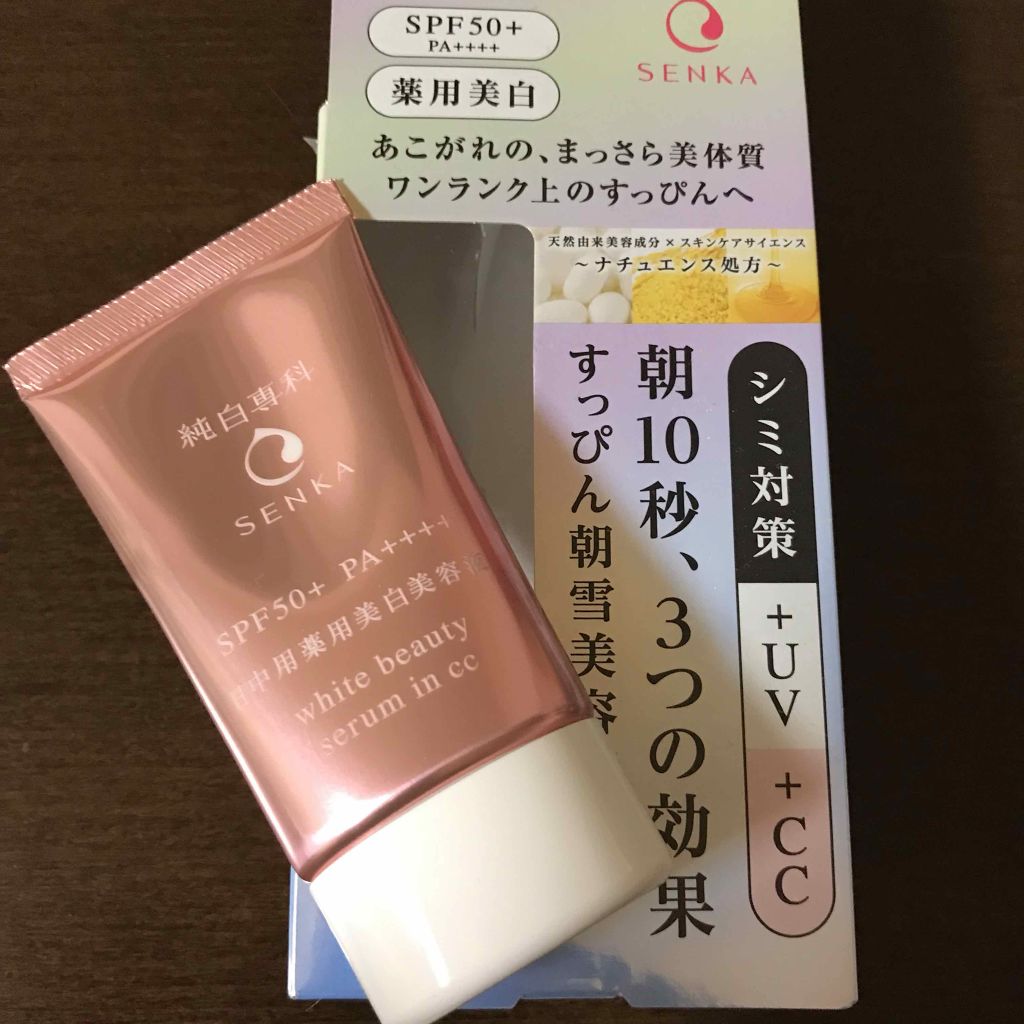 SPF50+
PA++++
薬用美白
SENKA
あこがれの、まっさら美体質
ワンランク上のすっぴんへ
天然由来美容成分×スキンケアサイエンス
～ナチュエンス処方～
シミ対策
+UV
+CC
朝10秒、3つの効果
すっぴん朝雪美容
純白専科
SENKA
SPF50+ PA++++
日中用薬用美白美容液
white beauty
serum in cc